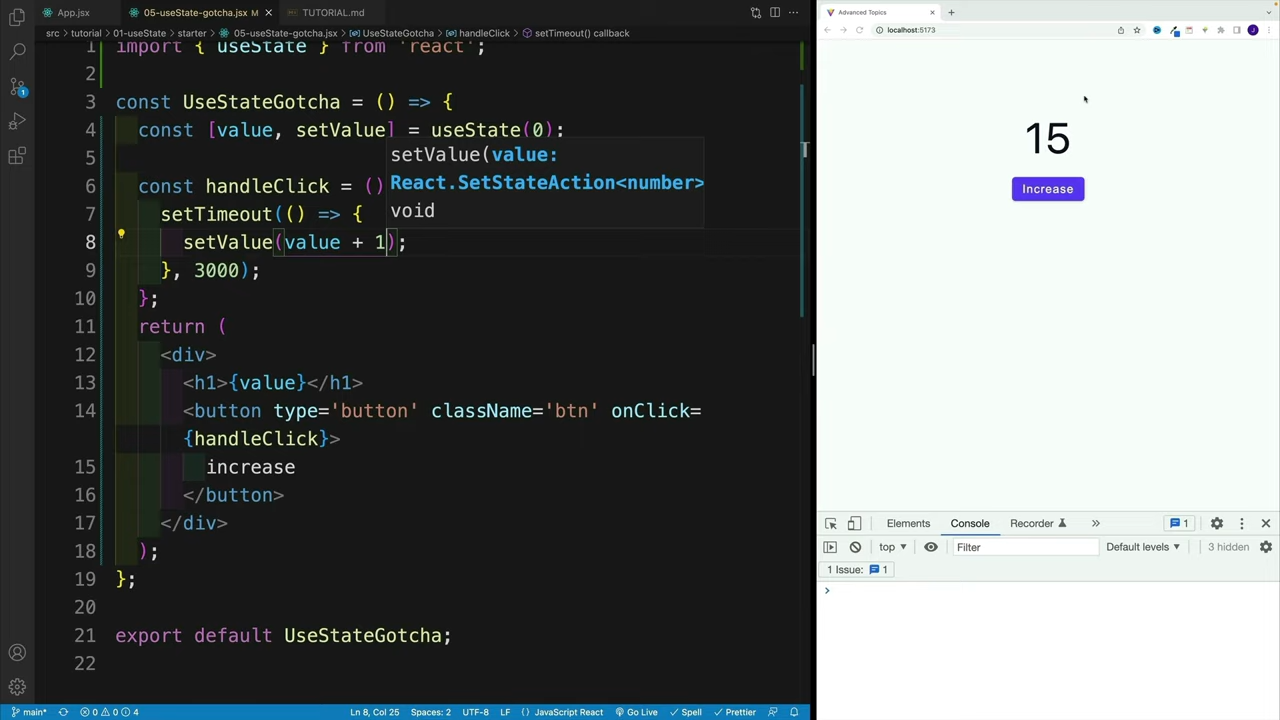 App.jsx
05-useState-gotcha.jsx M
TUTORIAL.md
src > tutorial > 01-useState > starter > 05-useState-gotcha.jsx > UseStateGotcha > handleClick > setTimeout() callback
1 import { useState } from 'react';
2
3 const UseStateGotcha = () => {
4 const [value, setValue] = useState(0);
5
setValue(value:
React.SetStateAction<number>)
void
6 const handleClick = ()
7 setTimeout(() => {
8 setValue(value + 1);
9 }, 3000);
10 };
11 return (
12 <div>
13 <h1>{value}</h1>
14 <button type='button' className='btn' onClick=
{handleClick}>
15 increase
16 </button>
17 </div>
18 );
19 };
20
21 export default UseStateGotcha;
22
main* 0 0 4 Ln 8, Col 25 Spaces: 2 UTF-8 LF {} JavaScript React Go Live Spell Prettier
Advanced Topics
localhost:5173
15
Increase
Elements Console Recorder 1
top Filter Default levels 3 hidden
1 Issue: 1